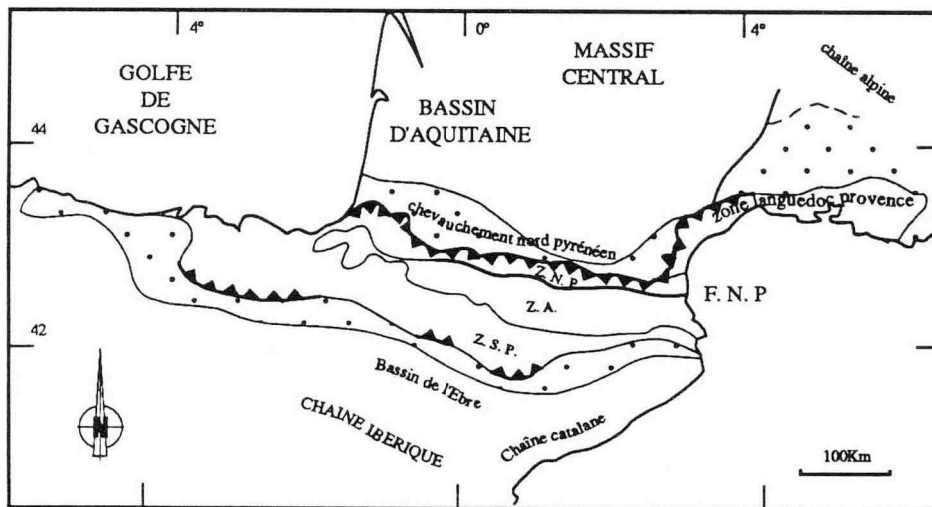 4° 0° 4°
GOLFE
DE
GASCOGNE
MASSIF
CENTRAL
chaîne alpine
BASSIN
D'AQUITAINE
44
chevauchement nord pyrénéen
zone languedoc provence
Z. N. P
F. N. P
Z. A.
42
Z. S. P.
Bassin de l'Ebre
CHAINE IBERIQUE
Chaîne catalane
N
100Km